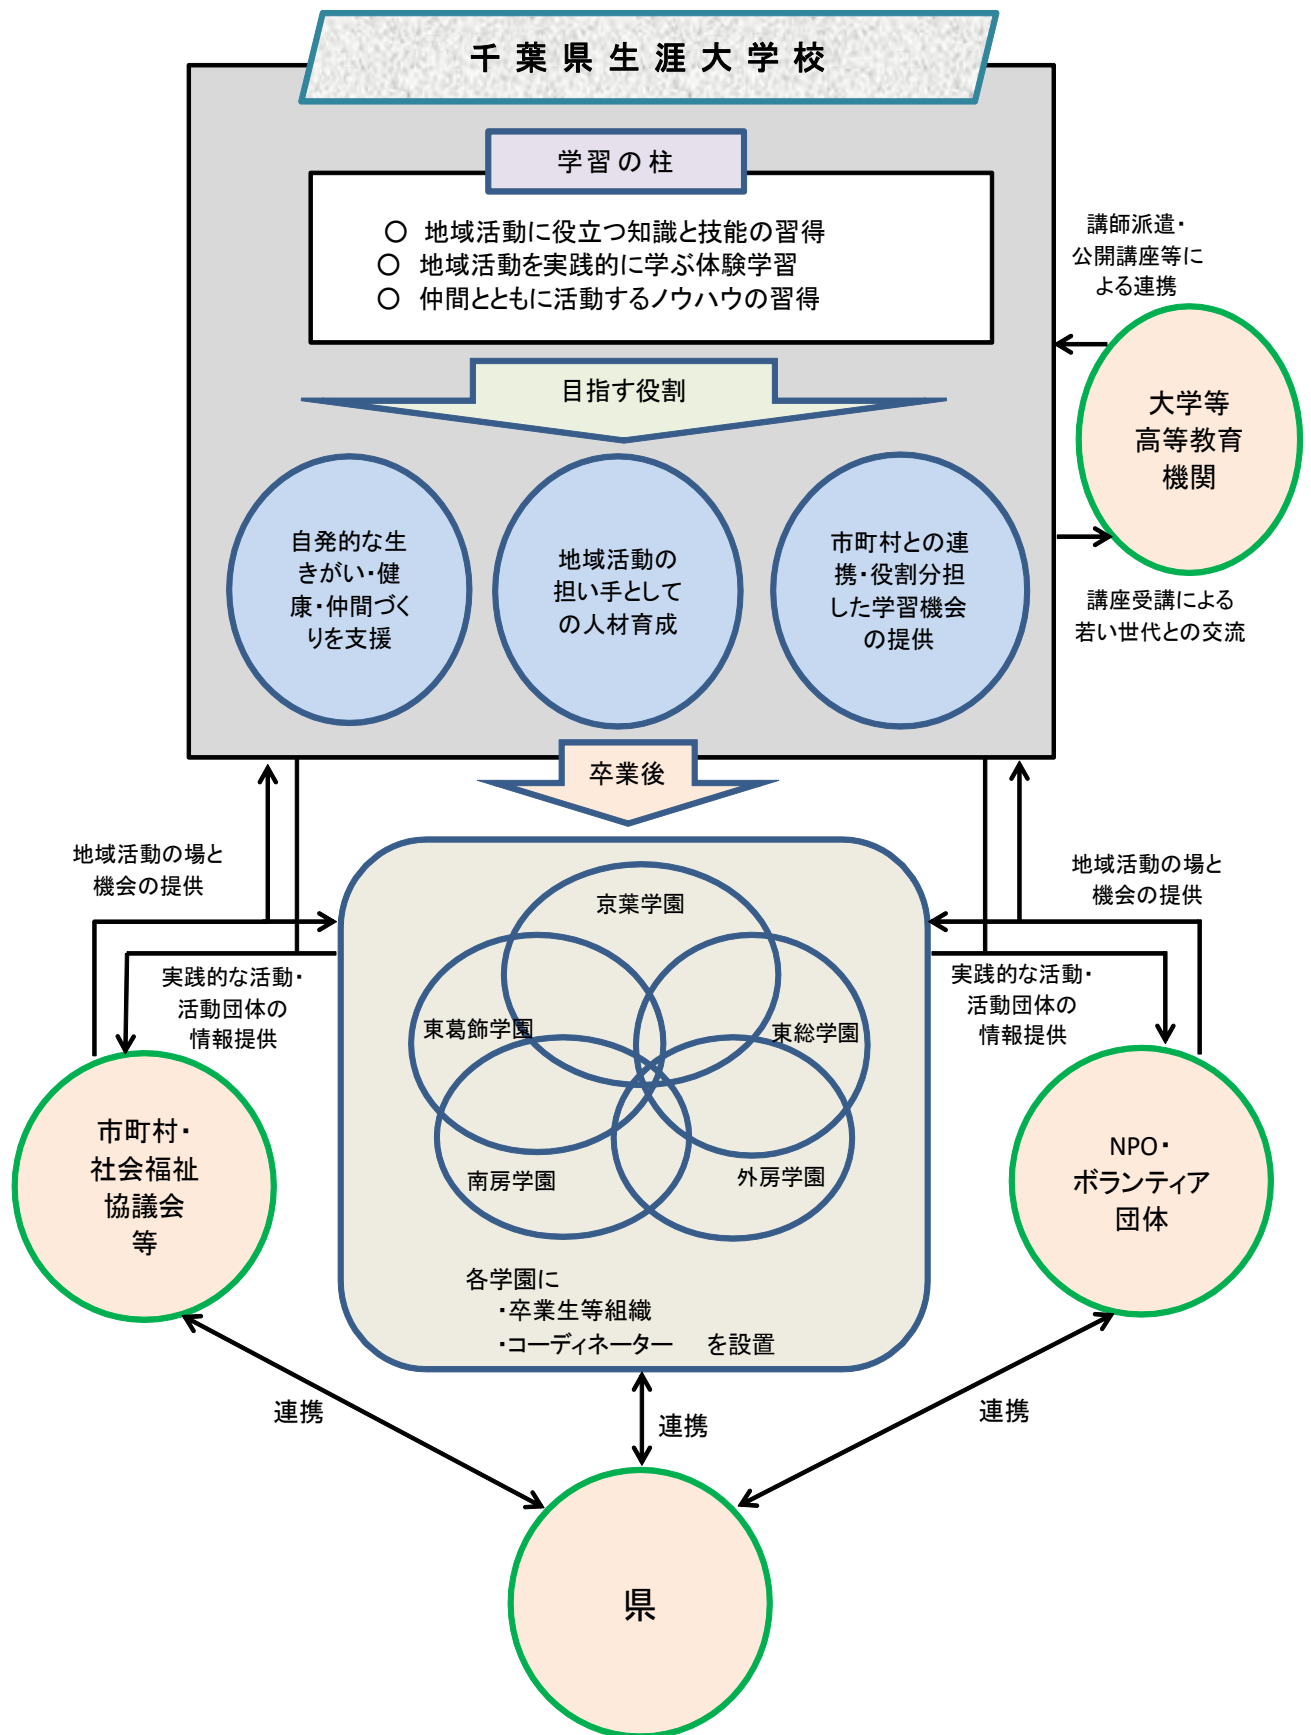 千葉県生涯大学校
学習の柱
〇 地域活動に役立つ知識と技能の習得
〇 地域活動を実践的に学ぶ体験学習
〇 仲間とともに活動するノウハウの習得
目指す役割
自発的な生
きがい・健
康・仲間づく
りを支援
地域活動の
担い手として
の人材育成
市町村との連
携・役割分担
した学習機会
の提供
講師派遣・
公開講座等に
よる連携
大学等
高等教育
機関
講座受講による
若い世代との交流
卒業後
地域活動の場と
機会の提供
実践的な活動・
活動団体の
情報提供
市町村・
社会福祉
協議会
等
京葉学園
東葛飾学園
東総学園
南房学園
外房学園
各学園に
・卒業生等組織
・コーディネーター を設置
地域活動の場と
機会の提供
実践的な活動・
活動団体の
情報提供
NPO・
ボランティア
団体
連携
連携
連携
県